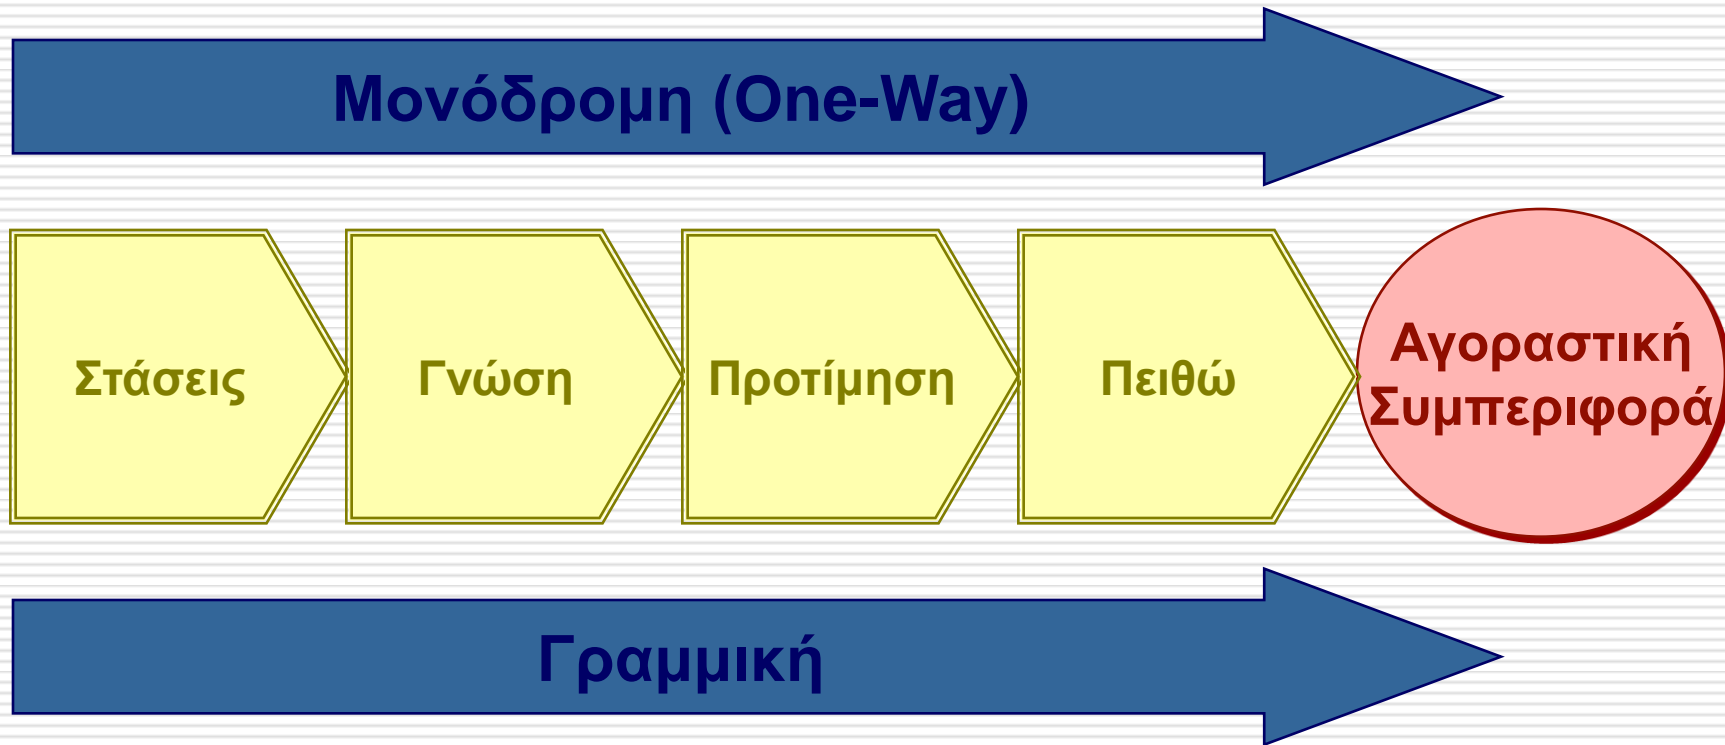 Μονόδρομη (One-Way)
Στάσεις
Γνώση
Προτίμηση
Πειθώ
Αγοραστική
Συμπεριφορά
Γραμμική